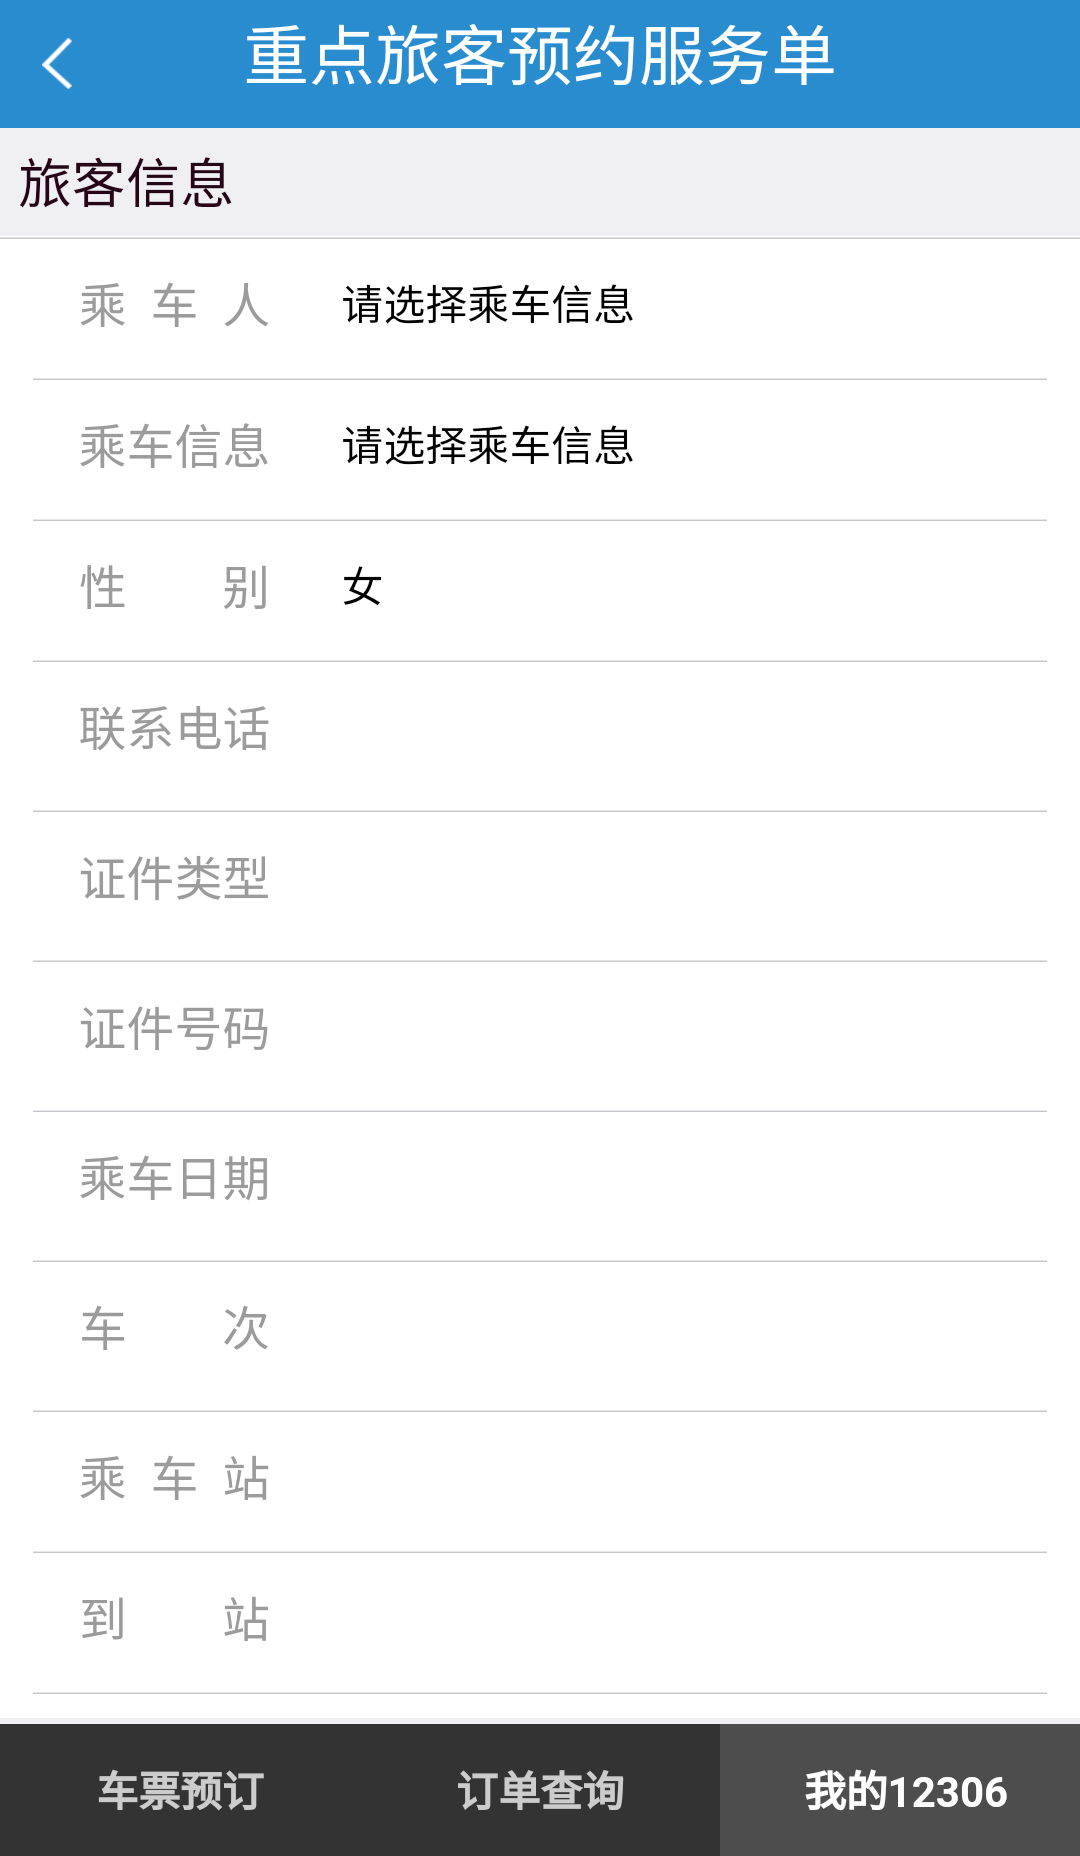 重点旅客预约服务单
旅客信息
乘 车 人 请选择乘车信息
乘车信息 请选择乘车信息
性 别 女
联系电话
证件类型
证件号码
乘车日期
车 次
乘 车 站
到 站
车票预订 订单查询 我的12306